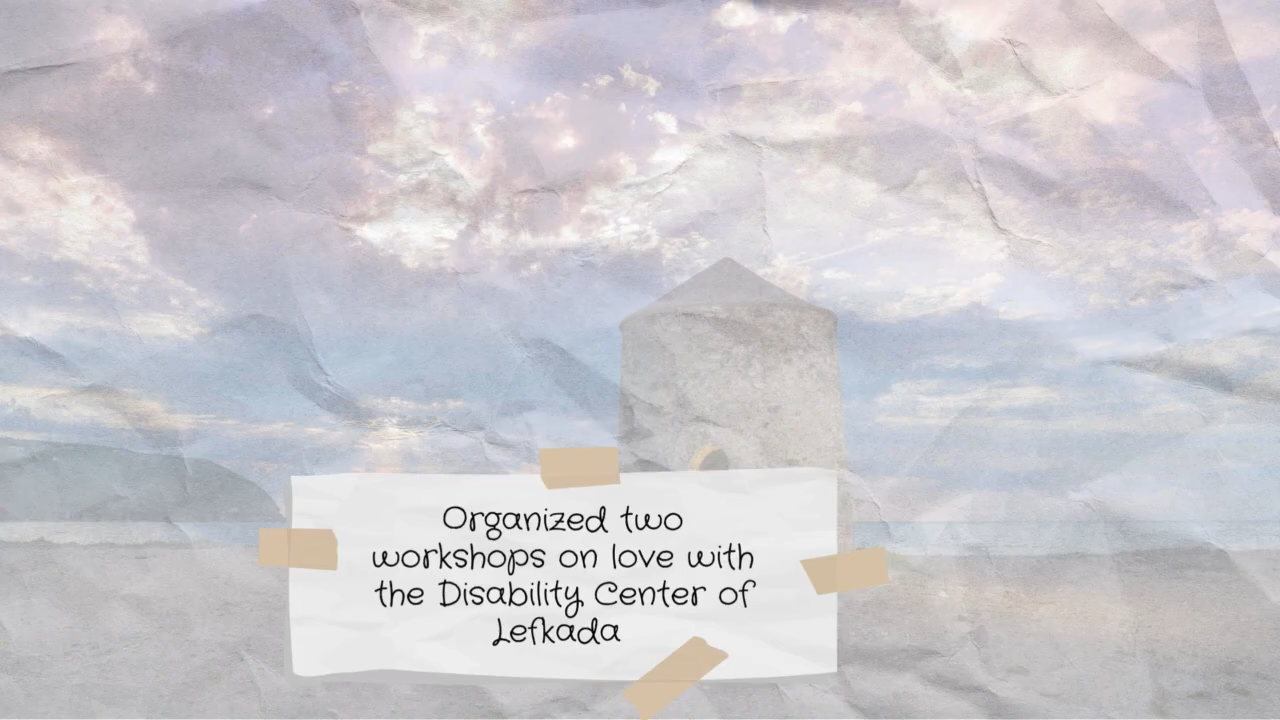 Organized two
workshops on love with
the Disability Center of
Lefkada